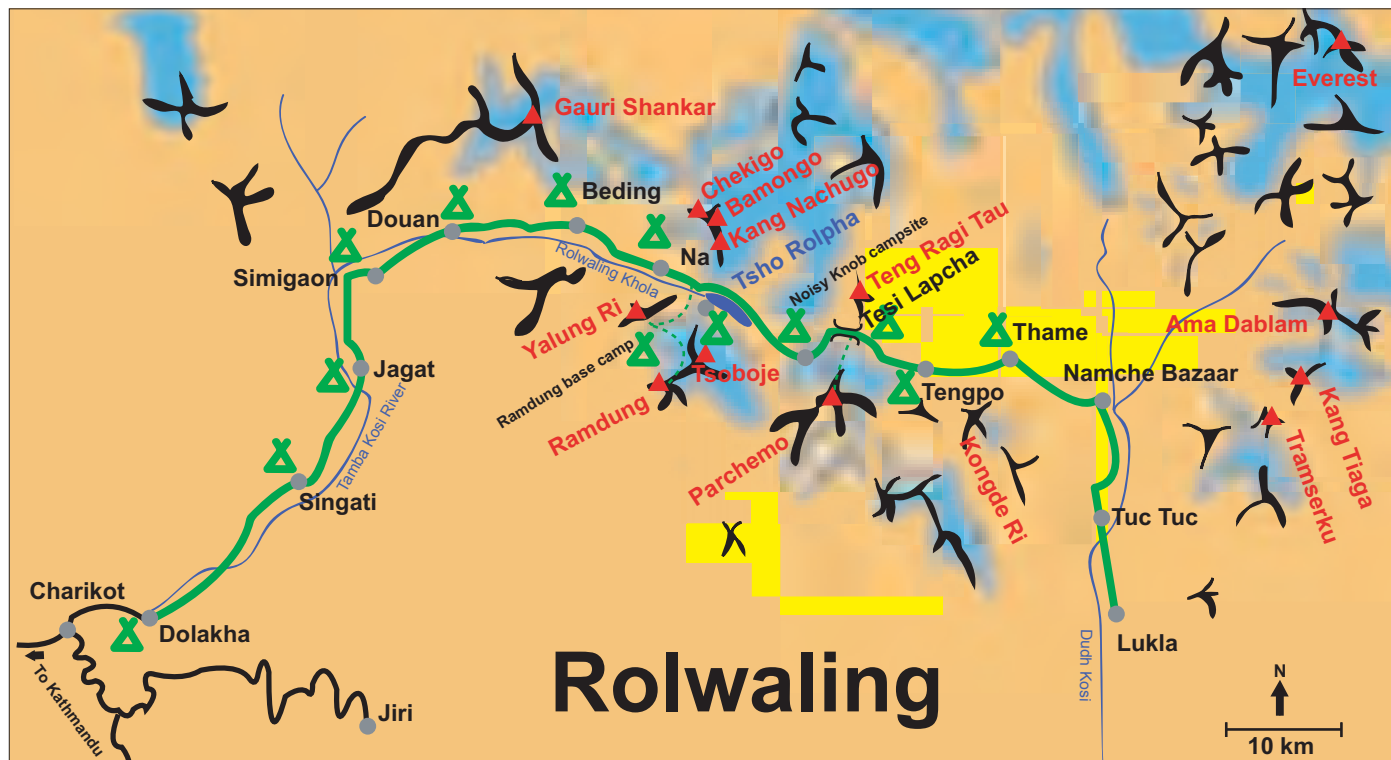 Everest
Gauri Shankar
Chekigo
Bamongo
Kang Nachugo
Beding
Douan
Na
Tsho Rolpha
Noisy Knob campsite
Teng Ragi Tau
Tesi Lapcha
Simigaon
Rolwaling Khola
Yalung Ri
Thame
Ama Dablam
Jagat
Ramdung base camp
Tsoboje
Namche Bazaar
Tengpo
Ramdung
Parchemo
Kongde Ri
Kang Tiaga
Tramserku
Tamba Kosi River
Singati
Tuc Tuc
Charikot
Dolakha
Lukla
Dudh Kosi
To Kathmandu
Jiri
Rolwaling
N
10 km